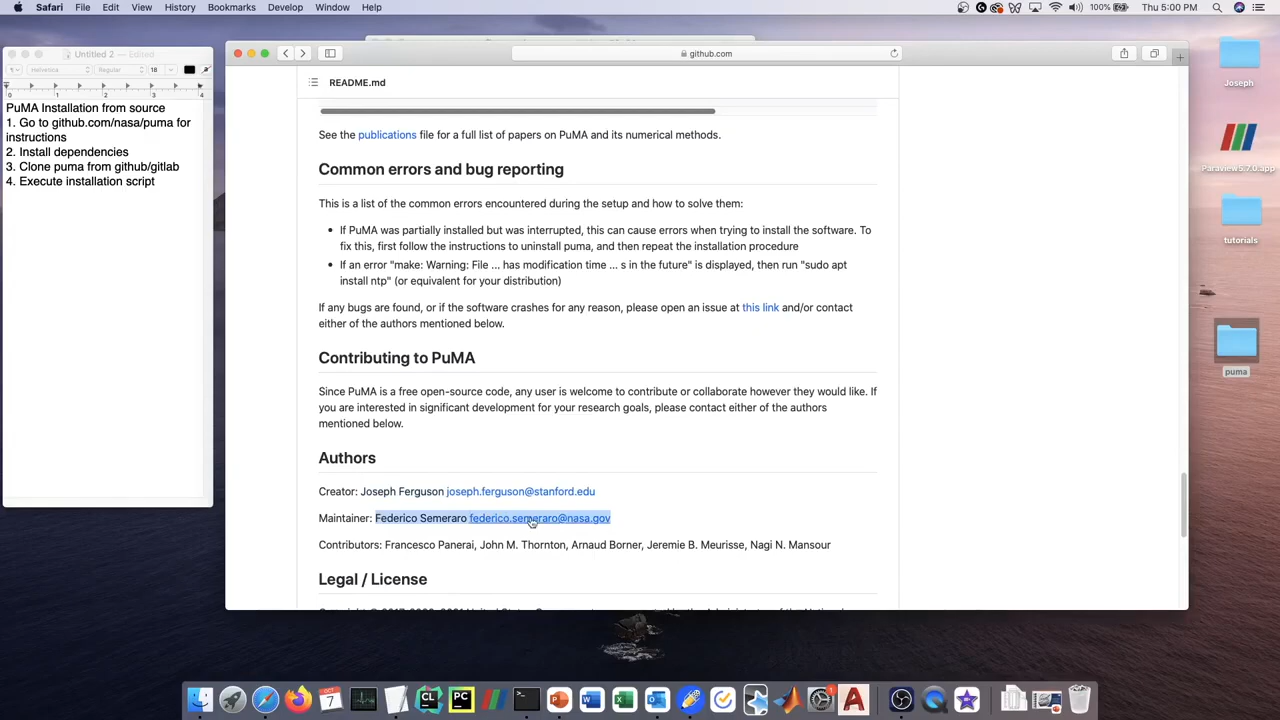 Safari File Edit View History Bookmarks Develop Window Help
100% Thu 5:00 PM
Untitled 2 — Edited
github.com
Helvetica Regular 18
0 1 2 3 4
README.md
PuMA Installation from source
1. Go to github.com/nasa/puma for
instructions
2. Install dependencies
3. Clone puma from github/gitlab
4. Execute installation script
See the publications file for a full list of papers on PuMA and its numerical methods.
Common errors and bug reporting
This is a list of the common errors encountered during the setup and how to solve them:
• If PuMA was partially installed but was interrupted, this can cause errors when trying to install the software. To
fix this, first follow the instructions to uninstall puma, and then repeat the installation procedure
• If an error "make: Warning: File ... has modification time ... s in the future" is displayed, then run "sudo apt
install ntp" (or equivalent for your distribution)
If any bugs are found, or if the software crashes for any reason, please open an issue at this link and/or contact
either of the authors mentioned below.
Contributing to PuMA
Since PuMA is a free open-source code, any user is welcome to contribute or collaborate however they would like. If
you are interested in significant development for your research goals, please contact either of the authors
mentioned below.
Authors
Creator: Joseph Ferguson joseph.ferguson@stanford.edu
Maintainer: Federico Semeraro federico.semeraro@nasa.gov
Contributors: Francesco Panerai, John M. Thornton, Arnaud Borner, Jeremie B. Meurisse, Nagi N. Mansour
Legal / License
Joseph
Paraview5.7.0.app
tutorials
puma
OCT
7
CL
PC